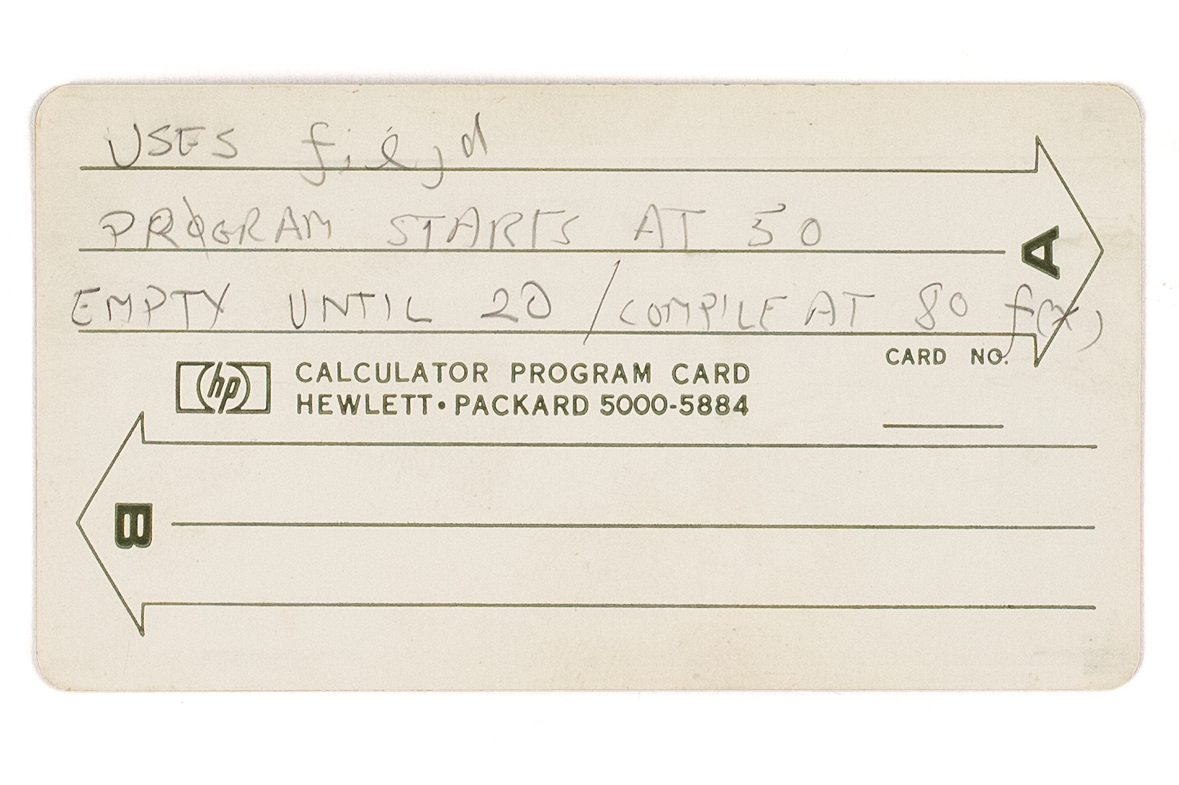 USES f, e, d
PROGRAM STARTS AT 50
EMPTY UNTIL 20 / COMPILE AT 80 f(x)
A
hp CALCULATOR PROGRAM CARD
HEWLETT • PACKARD 5000-5884
CARD NO.
B